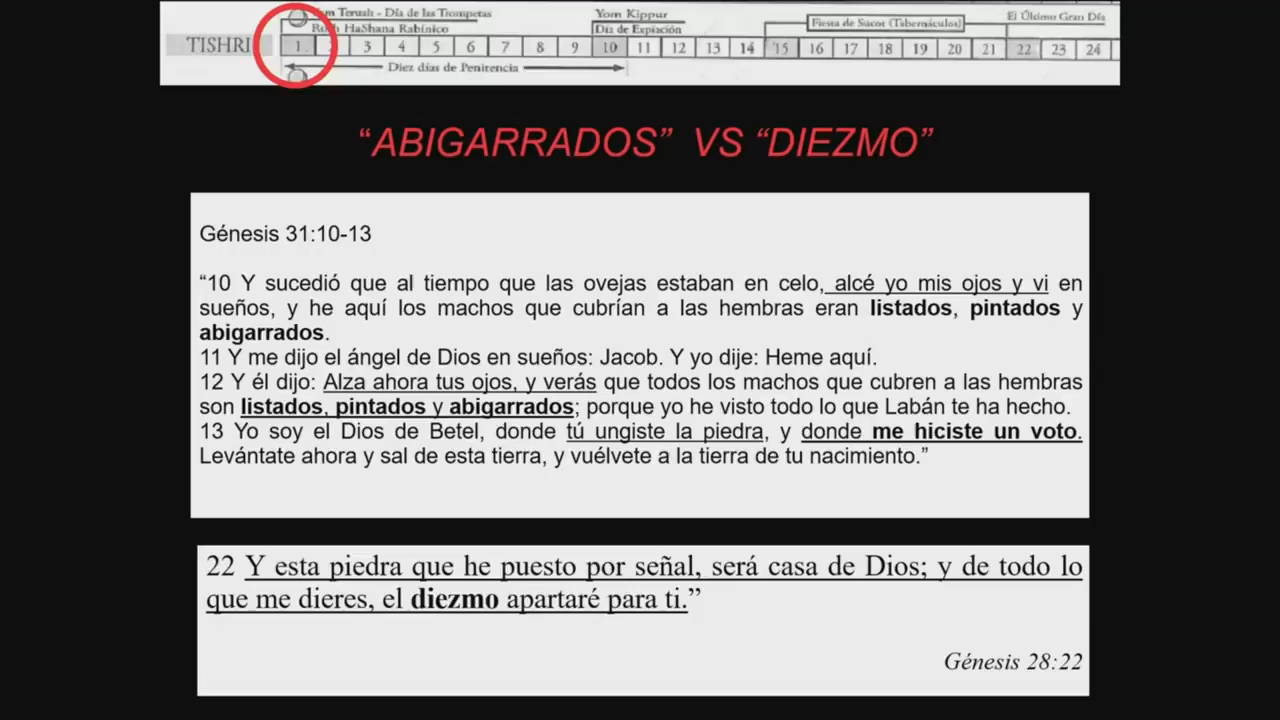 Yom Teruah - Día de las Trompetas
Rosh HaShana Rabínico
Yom Kippur
Día de Expiación
Fiesta de Sucot (Tabernáculos)
El Último Gran Día
TISHRI 1 2 3 4 5 6 7 8 9 10 11 12 13 14 15 16 17 18 19 20 21 22 23 24
Diez días de Penitencia
“ABIGARRADOS” VS “DIEZMO”
Génesis 31:10-13
“10 Y sucedió que al tiempo que las ovejas estaban en celo, alcé yo mis ojos y vi en
sueños, y he aquí los machos que cubrían a las hembras eran listados, pintados y
abigarrados.
11 Y me dijo el ángel de Dios en sueños: Jacob. Y yo dije: Heme aquí.
12 Y él dijo: Alza ahora tus ojos, y verás que todos los machos que cubren a las hembras
son listados, pintados y abigarrados; porque yo he visto todo lo que Labán te ha hecho.
13 Yo soy el Dios de Betel, donde tú ungiste la piedra, y donde me hiciste un voto.
Levántate ahora y sal de esta tierra, y vuélvete a la tierra de tu nacimiento.”
22 Y esta piedra que he puesto por señal, será casa de Dios; y de todo lo
que me dieres, el diezmo apartaré para ti.”
Génesis 28:22